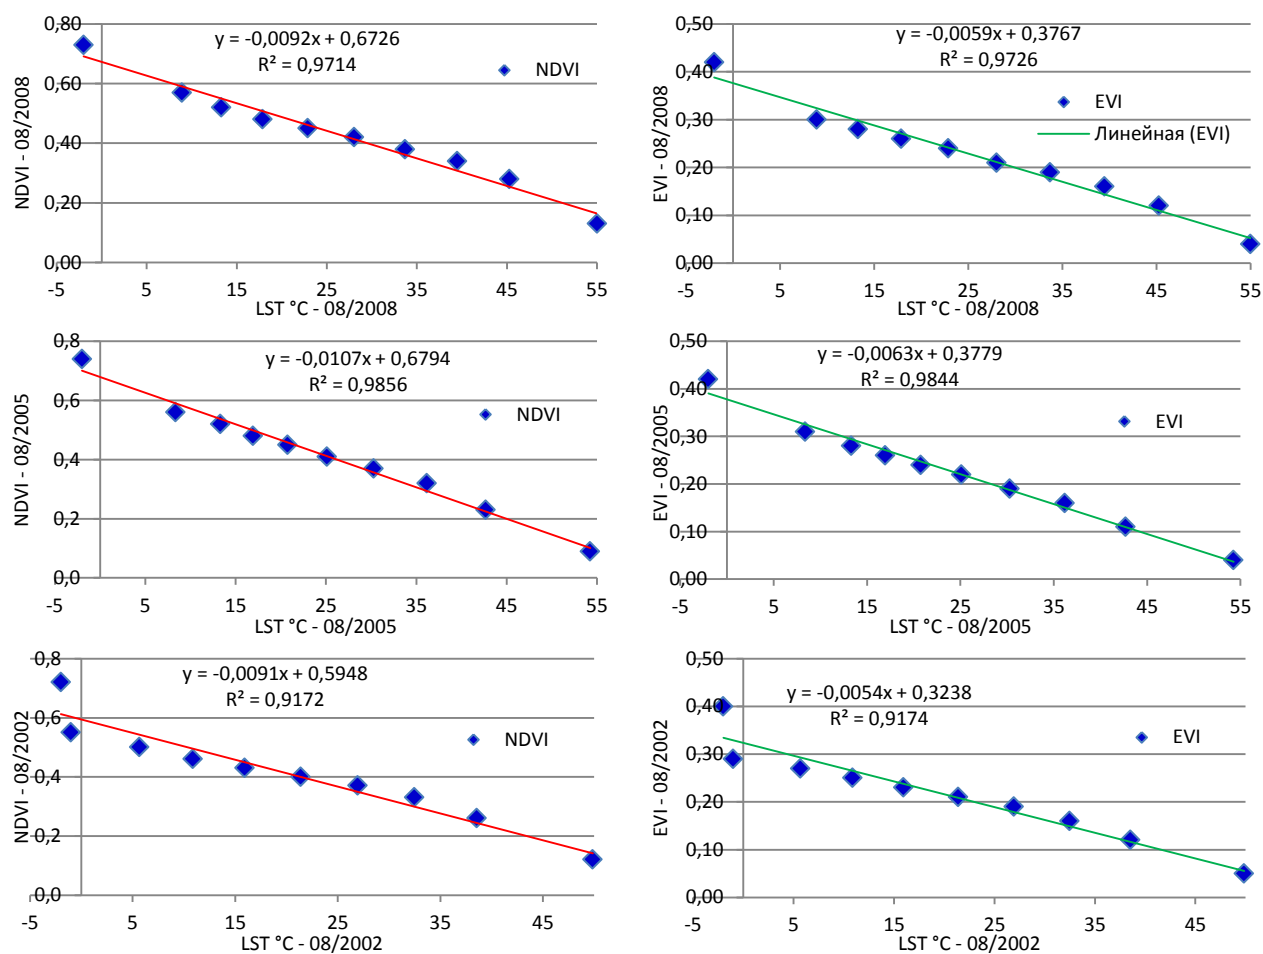 0,80
0,60
0,40
0,20
0,00
-5
5
15
25
35
45
55
NDVI - 08/2008
LST °C - 08/2008
y = -0,0092x + 0,6726
R² = 0,9714
NDVI
0,50
0,40
0,30
0,20
0,10
0,00
-5
5
15
25
35
45
55
EVI - 08/2008
LST °C - 08/2008
y = -0,0059x + 0,3767
R² = 0,9726
EVI
Линейная (EVI)
0,8
0,6
0,4
0,2
0,0
-5
5
15
25
35
45
55
NDVI - 08/2005
LST °C - 08/2005
y = -0,0107x + 0,6794
R² = 0,9856
NDVI
0,50
0,40
0,30
0,20
0,10
0,00
-5
5
15
25
35
45
55
EVI - 08/2005
LST °C - 08/2005
y = -0,0063x + 0,3779
R² = 0,9844
EVI
0,8
0,6
0,4
0,2
0,0
-5
5
15
25
35
45
NDVI - 08/2002
LST °C - 08/2002
y = -0,0091x + 0,5948
R² = 0,9172
NDVI
0,50
0,40
0,30
0,20
0,10
0,00
-5
5
15
25
35
45
EVI - 08/2002
LST °C - 08/2002
y = -0,0054x + 0,3238
R² = 0,9174
EVI